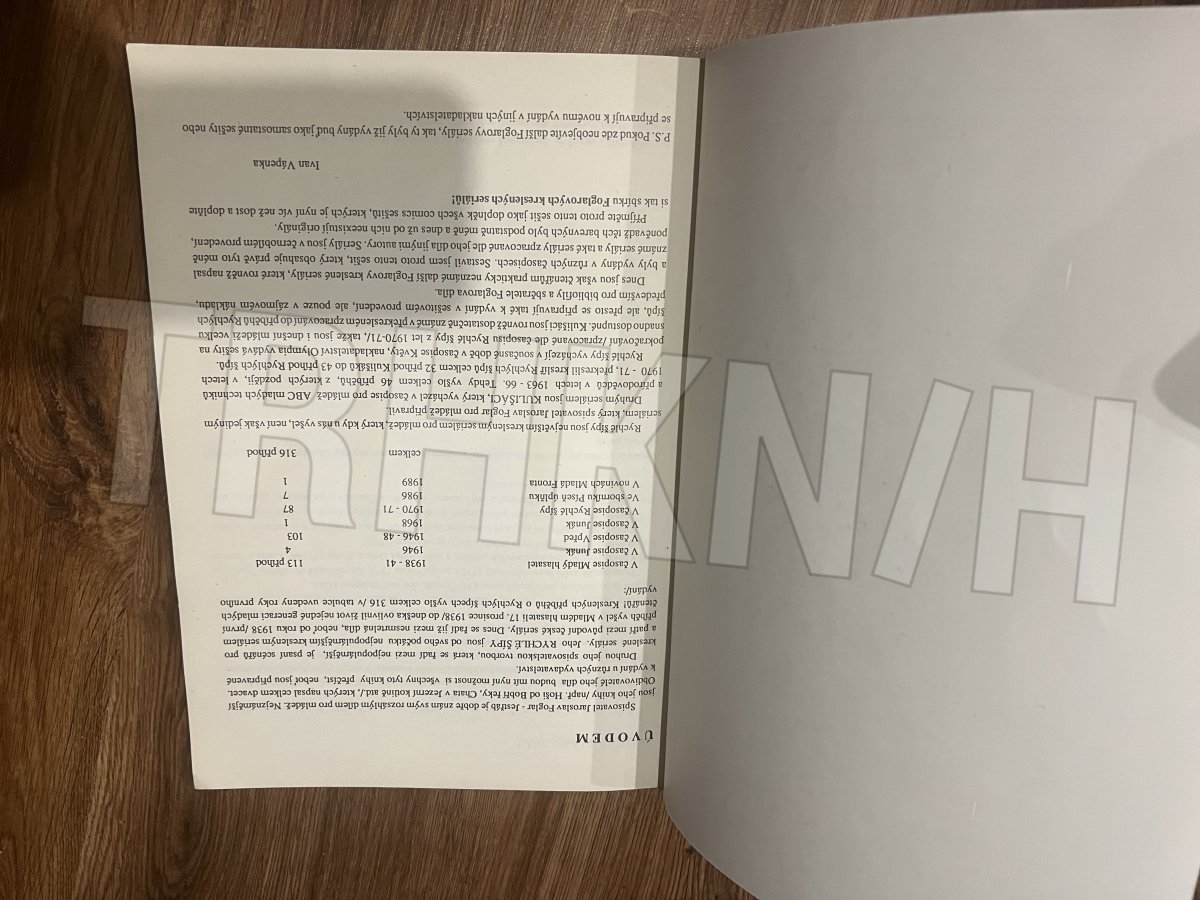 ÚVODEM
Spisovatel Jaroslav Foglar - Jestřáb je dobře znám svým rozsáhlým dílem pro mládež. Nejznámější
jsou jeho knihy /např. Hoši od Bobří řeky, Chata v Jezerní kotlině atd./, kterých napsal celkem dvacet.
Obdivovatelé jeho díla budou mít nyní možnost si všechny tyto knihy přečíst, neboť jsou připravené
k vydání u různých vydavatelství.
Druhou jeho spisovatelskou tvorbou, která se řadí mezi nejpopulárnější, je psaní scénářů pro
kreslené seriály. Jeho RYCHLÉ ŠÍPY jsou od svého počátku nejpopulárnějším kresleným seriálem
a patří mezi původní české seriály. Dnes se řadí již mezi nesmrtelná díla, neboť od roku 1938 /první
příběh vyšel v Mladém hlasateli 17. prosince 1938/ do dneška ovlivnil život nejedné generaci mladých
čtenářů! Kreslených příběhů o Rychlých šípech vyšlo celkem 316 /v tabulce uvedeny roky prvního
vydání/:
V časopise Mladý hlasatel 1938 - 41 113 příhod
V časopise Junák 1946 4
V časopise Vpřed 1946 - 48 103
V časopise Junák 1968 1
V časopise Rychlé šípy 1970 - 71 87
Ve sborníku Píseň úplňku 1986 7
V novinách Mladá Fronta 1989 1
celkem 316 příhod
Rychlé šípy jsou největším kresleným seriálem pro mládež, který kdy u nás vyšel, není však jediným
seriálem, který spisovatel Jaroslav Foglar pro mládež připravil.
Druhým seriálem jsou KULIŠÁCI, který vycházel v časopise pro mládež ABC mladých techniků
a přírodovědců v letech 1963 - 66. Tehdy vyšlo celkem 46 příběhů, z kterých později, v letech
1970 - 71, překreslil kreslíř Rychlých šípů celkem 32 příhod Kulišáků do 43 příhod Rychlých šípů.
Rychlé šípy vycházejí v současné době v časopise Květy, nakladatelství Olympia vydává sešity na
pokračování /zpracované dle časopisu Rychlé šípy z let 1970-71/, takže jsou i dnešní mládeži vcelku
snadno dostupné. Kulišáci jsou rovněž dostatečně známé v překresleném zpracování do příběhů Rychlých
šípů, ale přesto se připravují také k vydání v sešitovém provedení, ale pouze v zájmovém nákladu,
především pro bibliofily a sběratele Foglarova díla.
Dnes jsou však čtenářům prakticky neznámé další Foglarovy kreslené seriály, které rovněž napsal
a byly vydány v různých časopisech. Sestavil jsem proto tento sešit, který obsahuje právě tyto méně
známé seriály a také seriály zpracované dle jeho díla jinými autory. Seriály jsou v černobílém provedení,
poněvadž těch barevných bylo podstatně méně a dnes už od nich neexistují originály.
Přijměte proto tento sešit jako doplněk všech comics sešitů, kterých je nyní víc než dost a doplňte
si tak sbírku Foglarových kreslených seriálů!
Ivan Vápenka
P.S. Pokud zde neobjevíte další Foglarovy seriály, tak ty byly již vydány buď jako samostatné sešity nebo
se připravují k novému vydání v jiných nakladatelstvích.
TRHKNIH